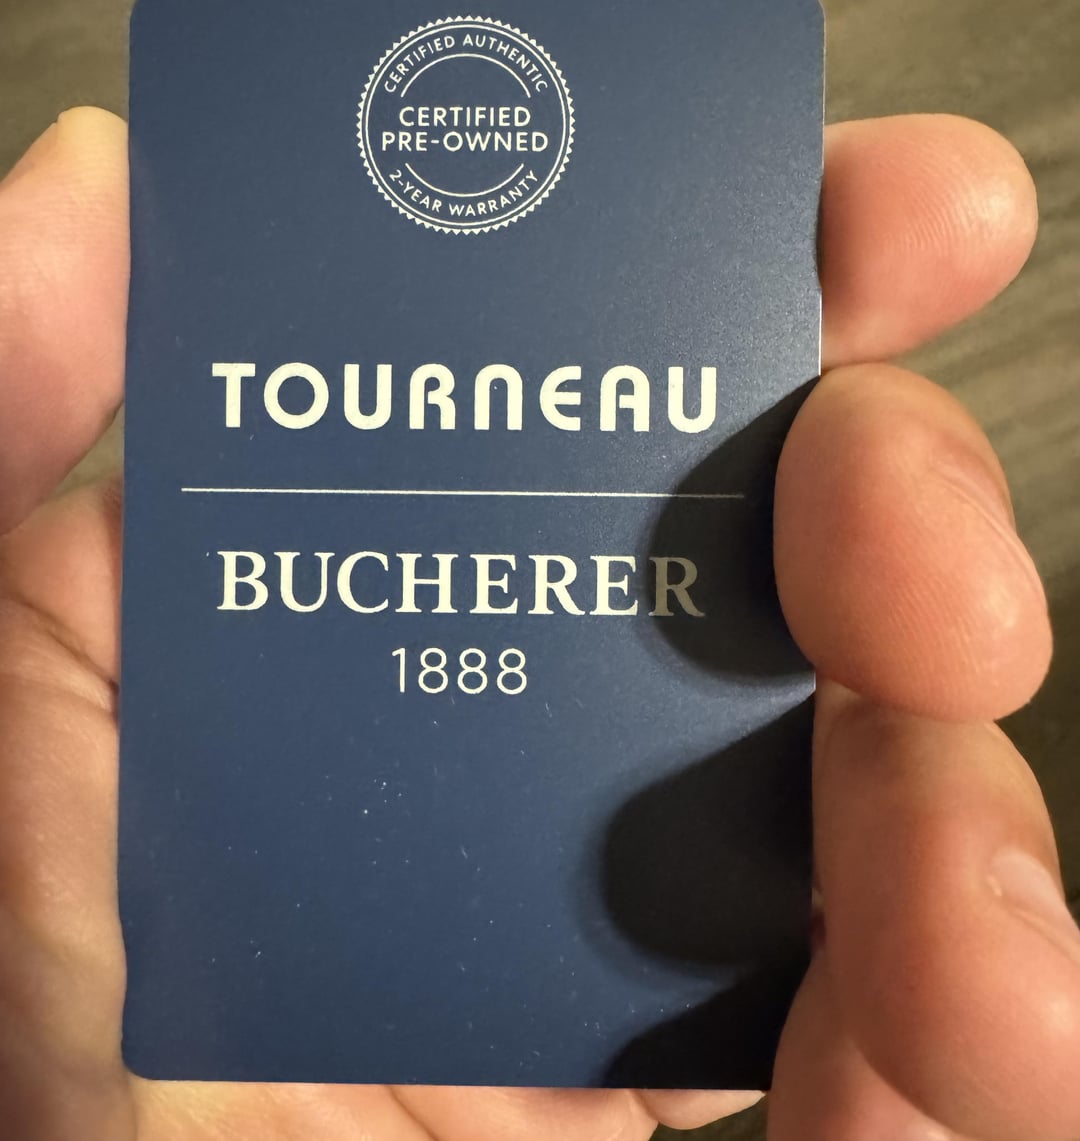 CERTIFIED AUTHENTIC
CERTIFIED
PRE-OWNED
2-YEAR WARRANTY
TOURNEAU
BUCHERER
1888